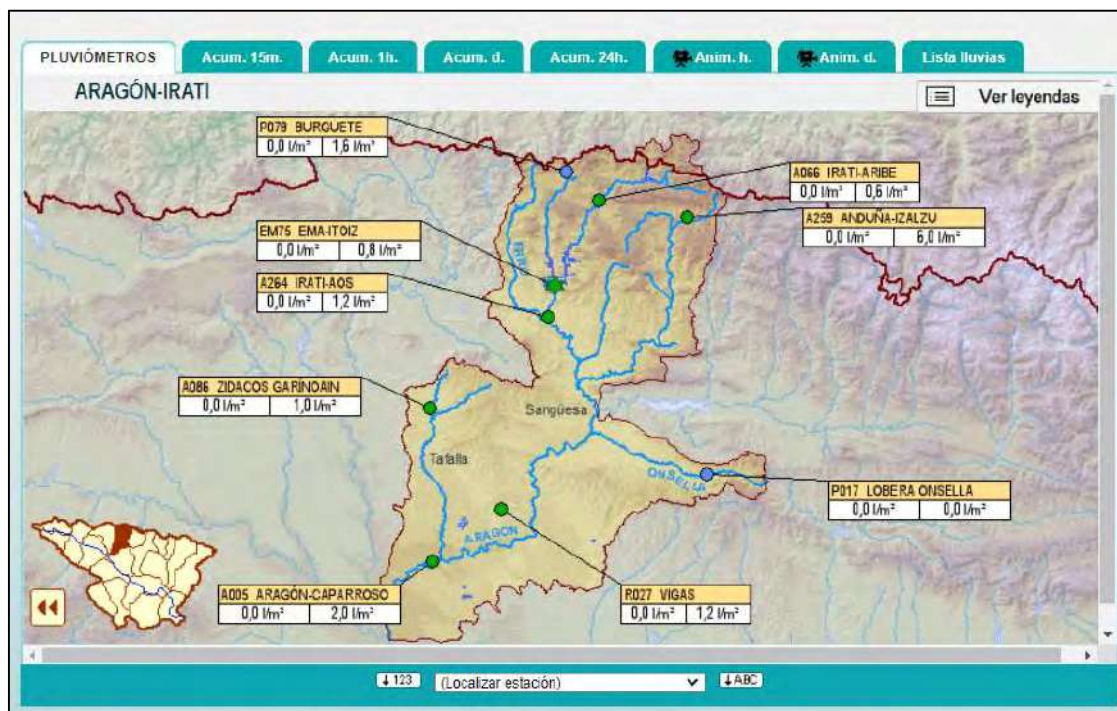 PLUVIÓMETROS
Acum. 15m.
Acum. 1h.
Acum. d.
Acum. 24h.
Anim. h.
Anim. d.
Lista lluvias
ARAGÓN-IRATI
Ver leyendas
P079 BURGUETE
0,0 l/m² 1,6 l/m²
A066 IRATI-ARIBE
0,0 l/m² 0,6 l/m²
A259 ANDUÑA-IZALZU
0,0 l/m² 6,0 l/m²
EM75 EMA-ITOIZ
0,0 l/m² 0,8 l/m²
A264 IRATI-AOS
0,0 l/m² 1,2 l/m²
A086 ZIDACOS GARÍNOAIN
0,0 l/m² 1,0 l/m²
Sangüesa
Tafalla
ONSELLA
P017 LOBERA ONSELLA
0,0 l/m² 0,0 l/m²
ARAGON
A005 ARAGÓN-CAPARROSO
0,0 l/m² 2,0 l/m²
R027 VIGAS
0,0 l/m² 1,2 l/m²
↓123 (Localizar estación) ↓ABC